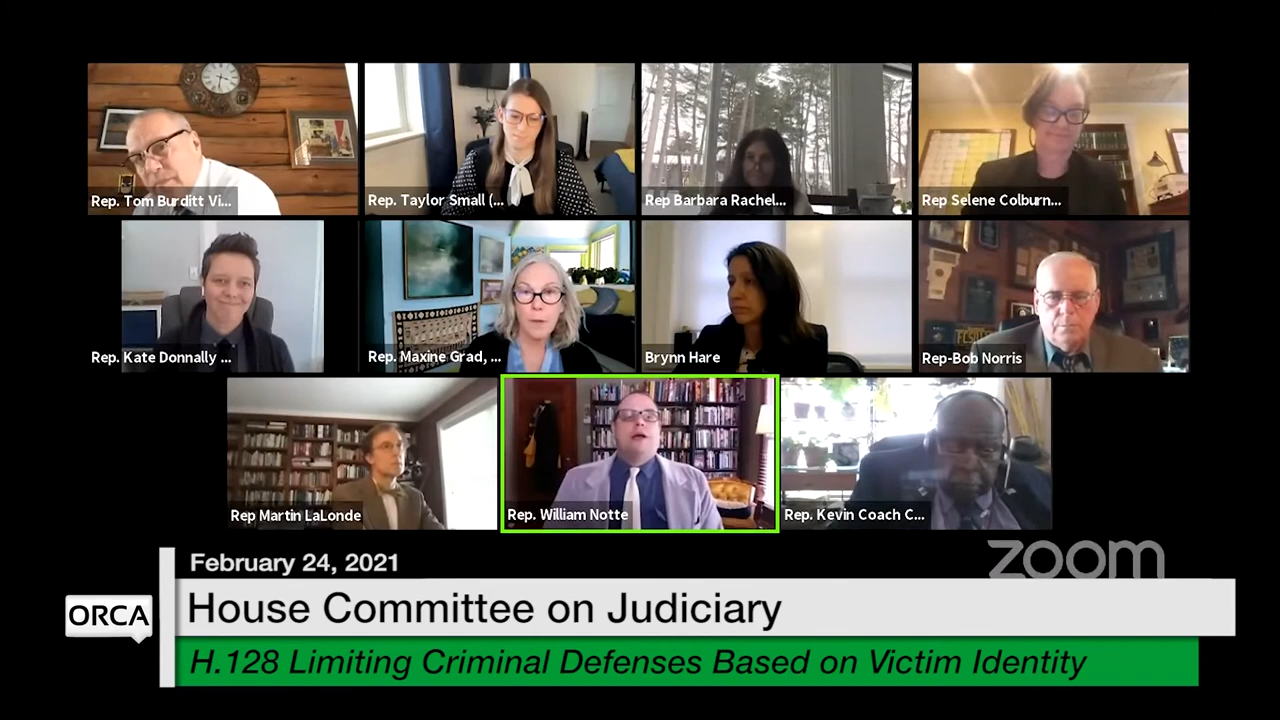 Rep. Tom Burditt Vi...
Rep. Taylor Small (...
Rep Barbara Rachel...
Rep Selene Colburn...
Rep. Kate Donnally ...
Rep. Maxine Grad, ...
Brynn Hare
Rep-Bob Norris
Rep Martin LaLonde
Rep. William Notte
Rep. Kevin Coach C...
zoom
February 24, 2021
ORCA
House Committee on Judiciary
H.128 Limiting Criminal Defenses Based on Victim Identity